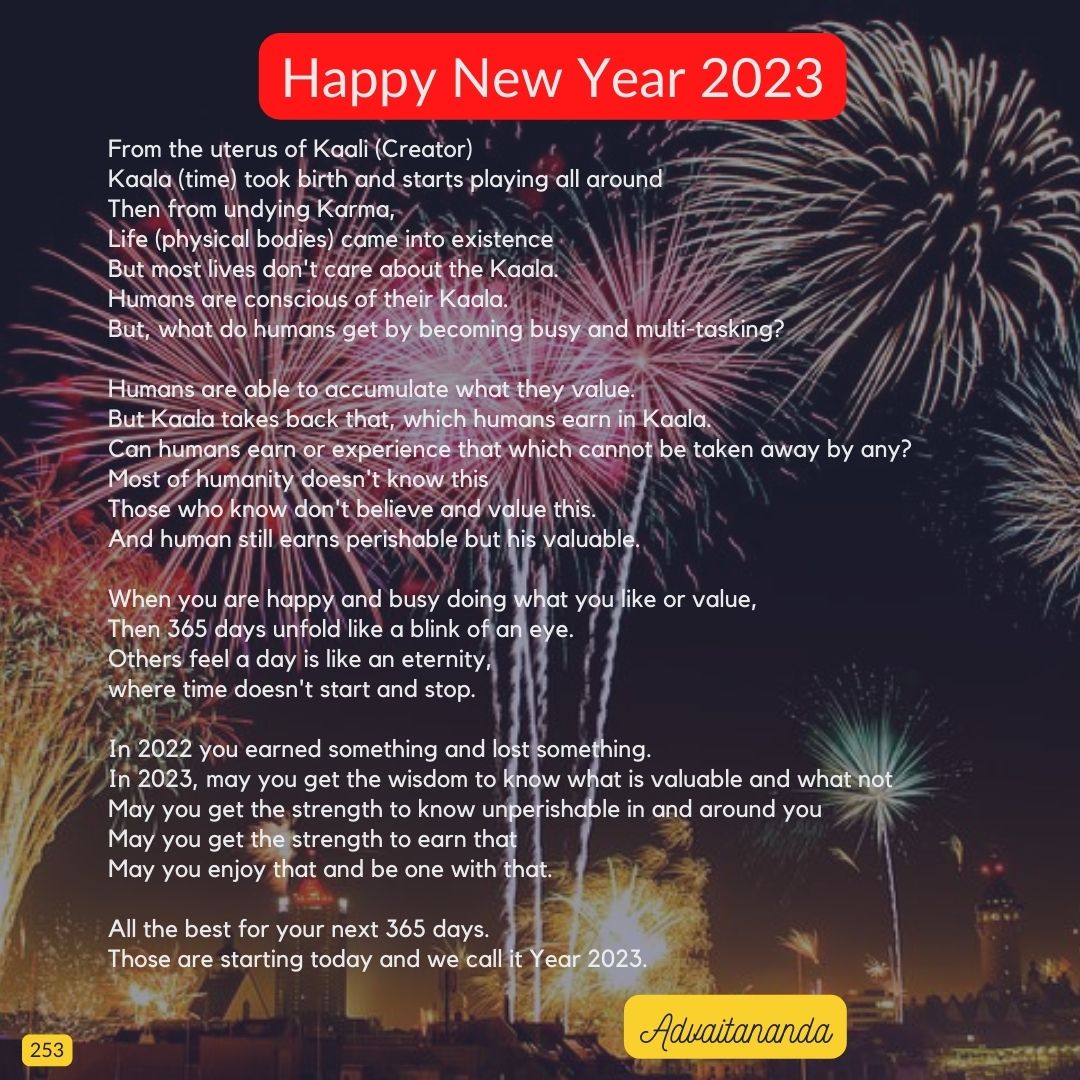 Happy New Year 2023
From the uterus of Kaali (Creator)
Kaala (time) took birth and starts playing all around
Then from undying Karma,
Life (physical bodies) came into existence
But most lives don't care about the Kaala.
Humans are conscious of their Kaala.
But, what do humans get by becoming busy and multi-tasking?
Humans are able to accumulate what they value.
But Kaala takes back that, which humans earn in Kaala.
Can humans earn or experience that which cannot be taken away by any?
Most of humanity doesn't know this
Those who know don't believe and value this.
And human still earns perishable but his valuable.
When you are happy and busy doing what you like or value,
Then 365 days unfold like a blink of an eye.
Others feel a day is like an eternity,
where time doesn't start and stop.
In 2022 you earned something and lost something.
In 2023, may you get the wisdom to know what is valuable and what not
May you get the strength to know unperishable in and around you
May you get the strength to earn that
May you enjoy that and be one with that.
All the best for your next 365 days.
Those are starting today and we call it Year 2023.
Advaitananda
253